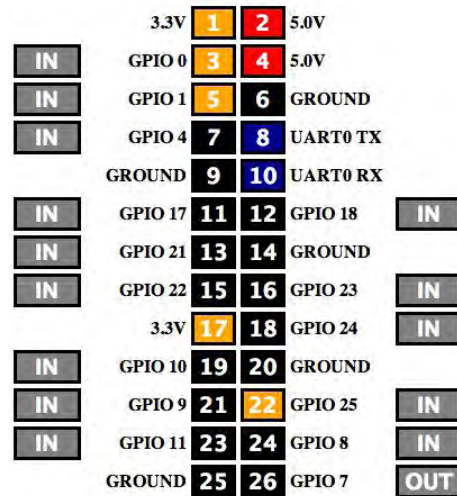 3.3V 1 2 5.0V
IN GPIO 0 3 4 5.0V
IN GPIO 1 5 6 GROUND
IN GPIO 4 7 8 UART0 TX
GROUND 9 10 UART0 RX
IN GPIO 17 11 12 GPIO 18 IN
IN GPIO 21 13 14 GROUND
IN GPIO 22 15 16 GPIO 23 IN
3.3V 17 18 GPIO 24 IN
IN GPIO 10 19 20 GROUND
IN GPIO 9 21 22 GPIO 25 IN
IN GPIO 11 23 24 GPIO 8 IN
GROUND 25 26 GPIO 7 OUT